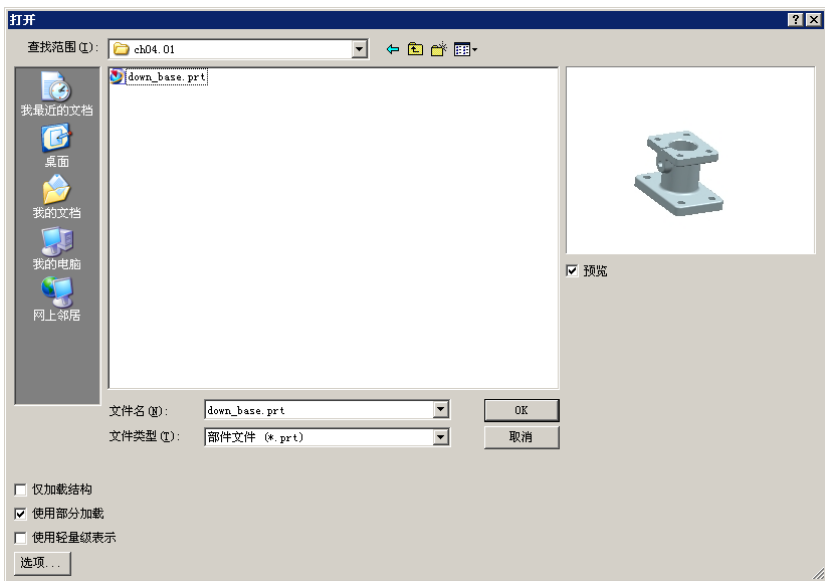 打开
查找范围(I):
ch04.01
down_base.prt
我最近的文档
桌面
我的文档
我的电脑
网上邻居
预览
文件名(N):
down_base.prt
OK
文件类型(T):
部件文件 (*.prt)
取消
仅加载结构
使用部分加载
使用轻量级表示
选项...